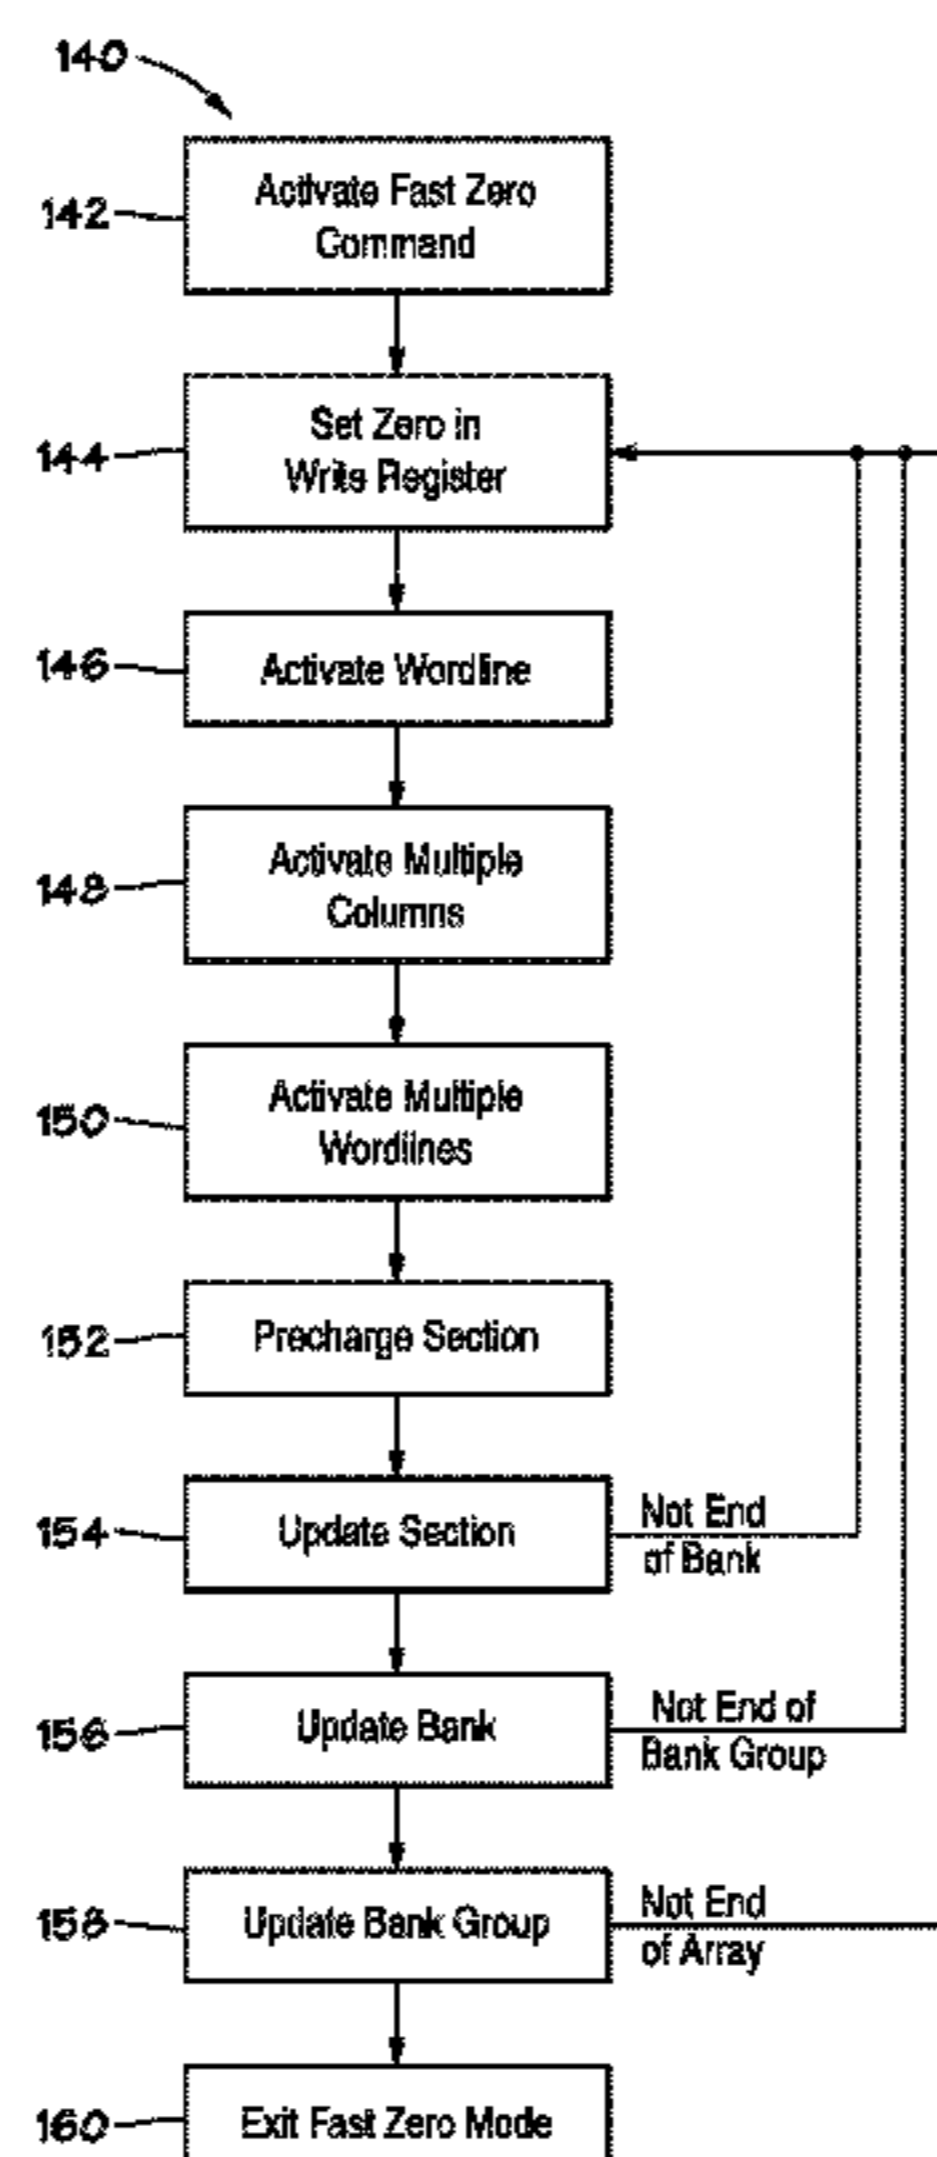 140
142
Activate Fast Zero
Command
144
Set Zero in
Write Register
146
Activate Wordline
148
Activate Multiple
Columns
150
Activate Multiple
Wordlines
152
Precharge Section
154
Update Section
Not End
of Bank
156
Update Bank
Not End of
Bank Group
158
Update Bank Group
Not End
of Array
160
Exit Fast Zero Mode